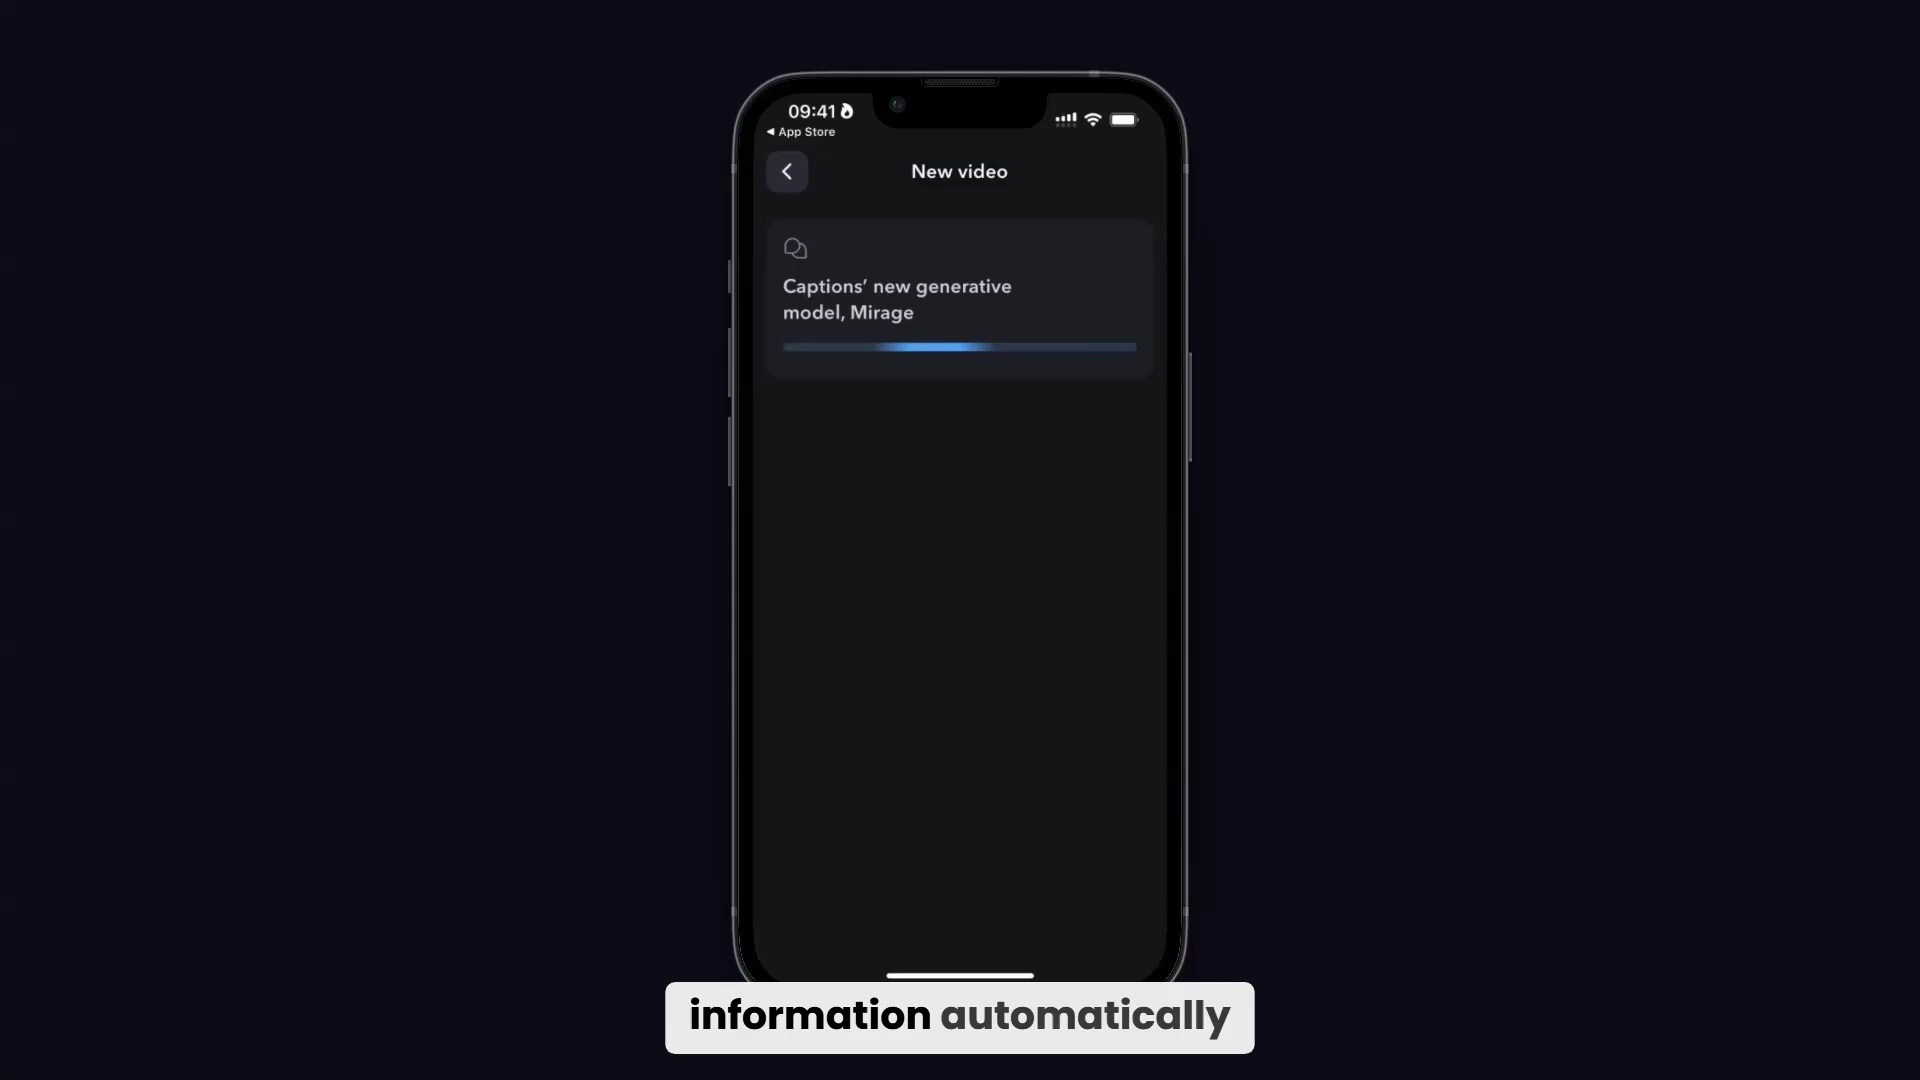 09:41
◀ App Store
New video
Captions’ new generative
model, Mirage
information automatically